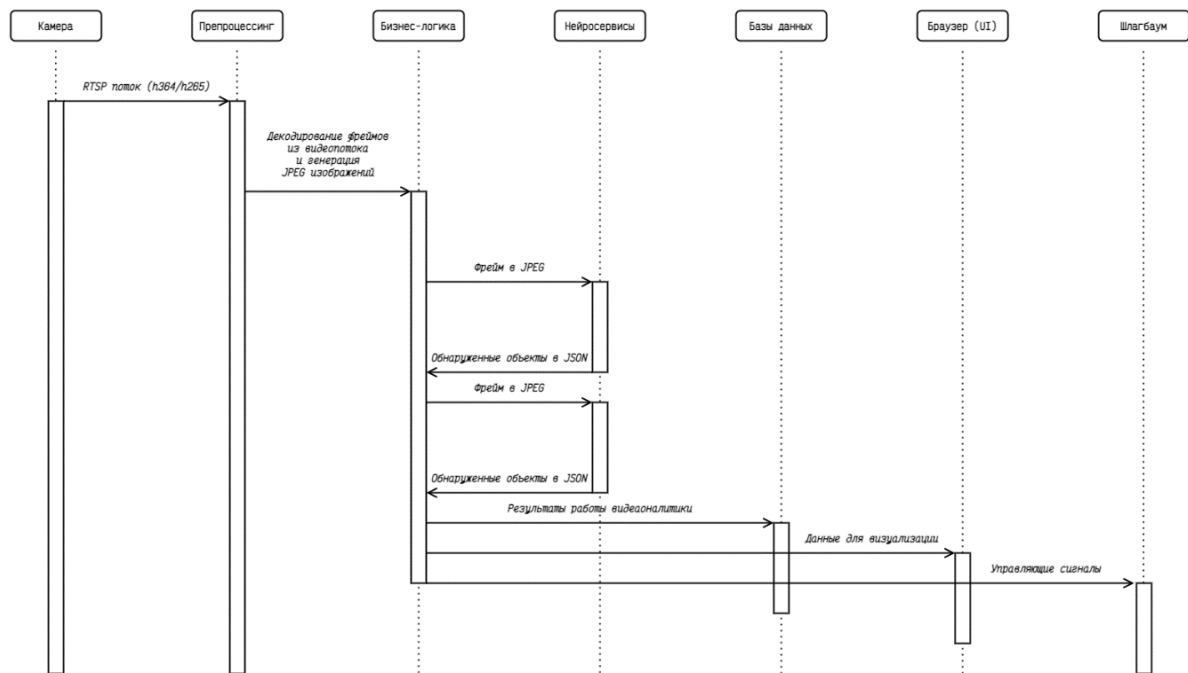 Камера
Препроцессинг
Бизнес-логика
Нейросервисы
Базы данных
Браузер (UI)
Шлагбаум
RTSP поток (h364/h265)
Декодирование фреймов
из видеопотока
и генерация
JPEG изображений
Фрейм в JPEG
Обнаруженные объекты в JSON
Фрейм в JPEG
Обнаруженные объекты в JSON
Результаты работы видеоаналитики
Данные для визуализации
Управляющие сигналы